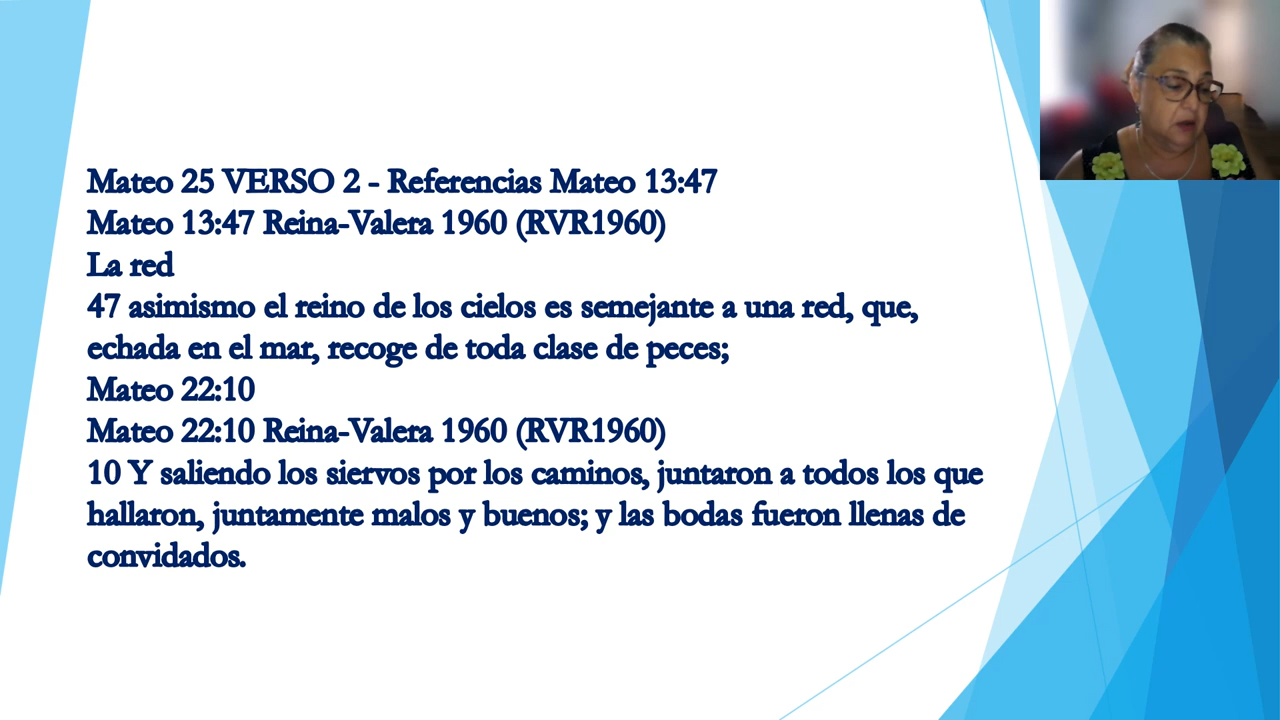 Mateo 25 VERSO 2 - Referencias Mateo 13:47
Mateo 13:47 Reina-Valera 1960 (RVR1960)
La red
47 asimismo el reino de los cielos es semejante a una red, que,
echada en el mar, recoge de toda clase de peces;
Mateo 22:10
Mateo 22:10 Reina-Valera 1960 (RVR1960)
10 Y saliendo los siervos por los caminos, juntaron a todos los que
hallaron, juntamente malos y buenos; y las bodas fueron llenas de
convidados.